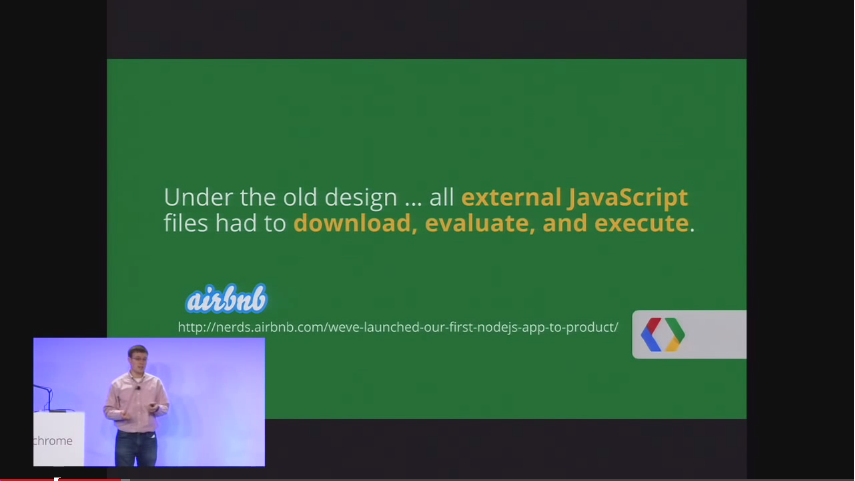 Under the old design ... all external JavaScript
files had to download, evaluate, and execute.
airbnb
http://nerds.airbnb.com/weve-launched-our-first-nodejs-app-to-product/
chrome